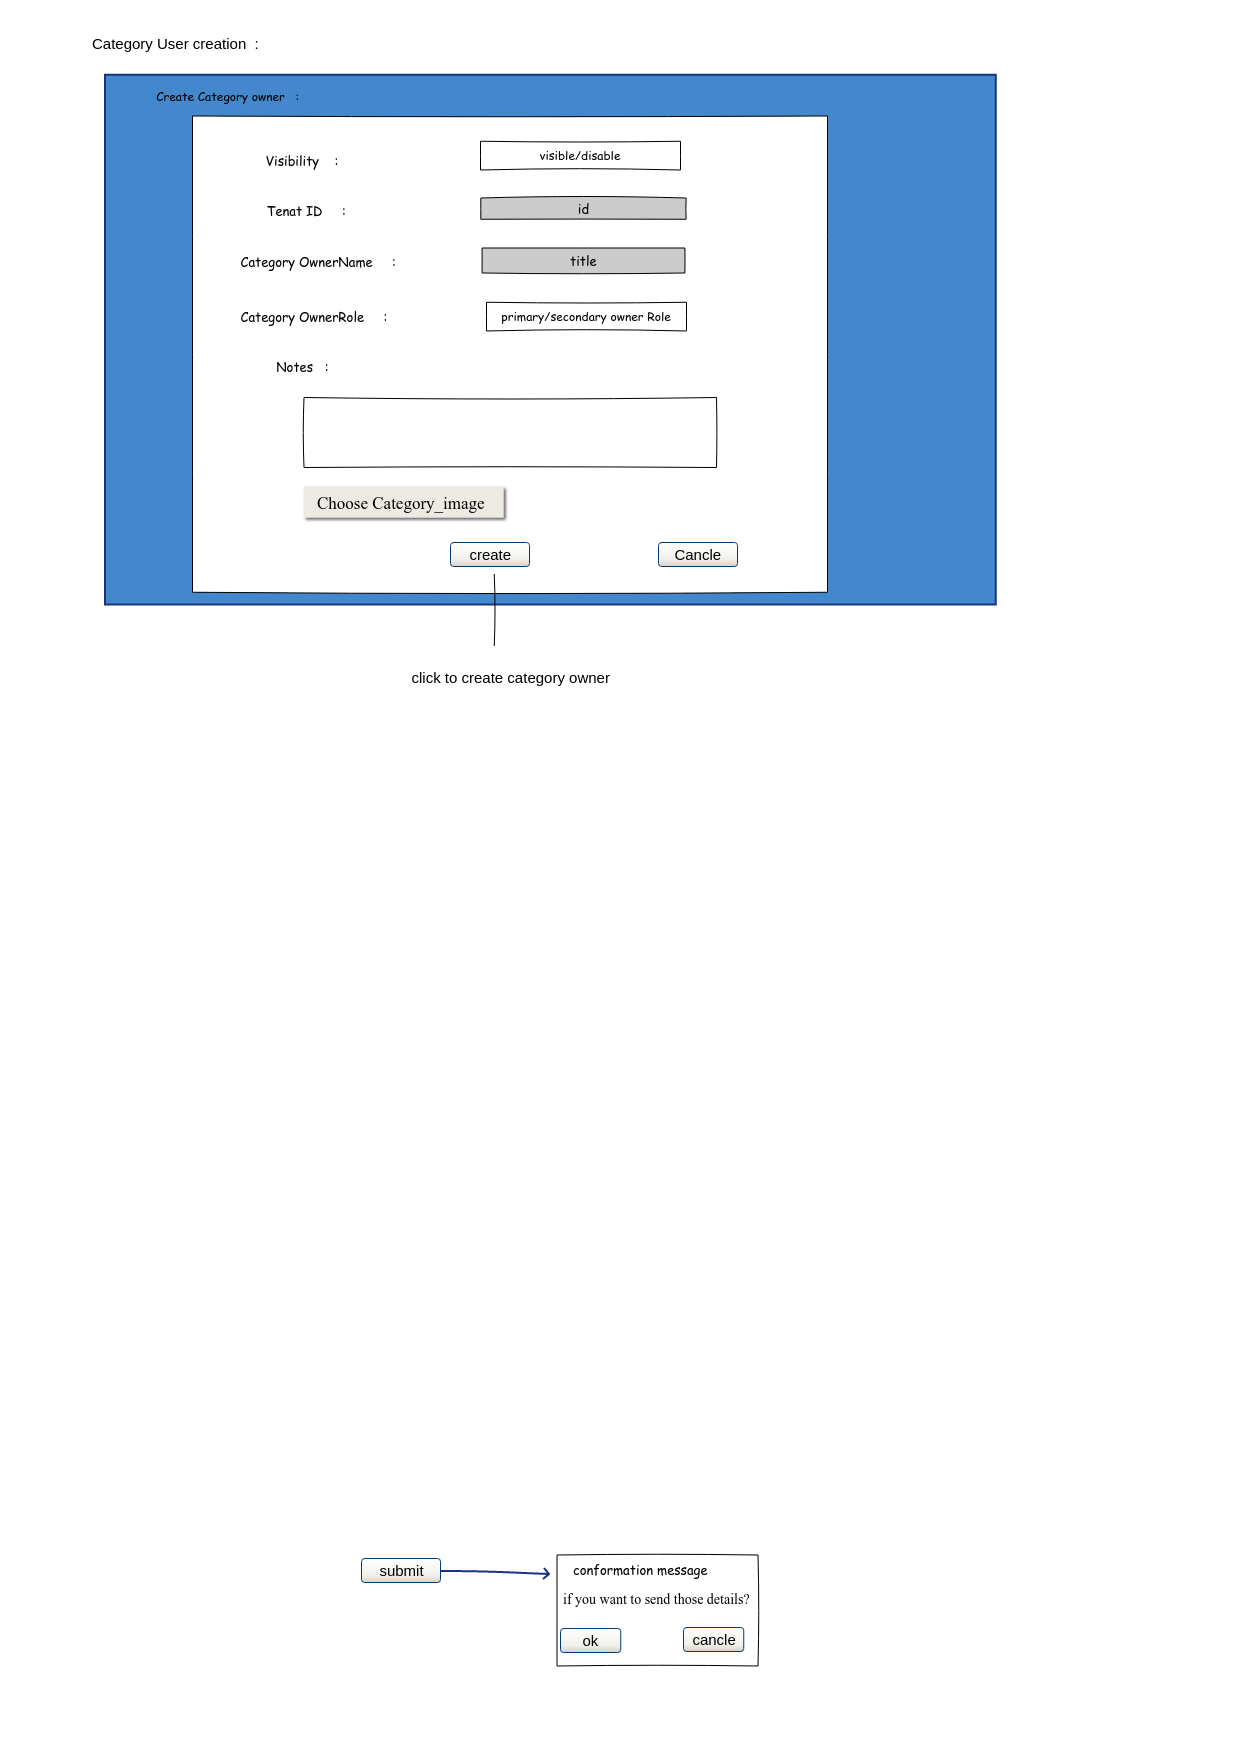 Category User creation  :
Create Category owner   :
Visibility    :    visible/disable
Tenat ID     :    id
Category OwnerName     :    title
Category OwnerRole     :    primary/secondary owner Role
Notes   :
Choose Category_image
create    Cancle
click to create category owner
submit    conformation message
if you want to send those details?
ok    cancle